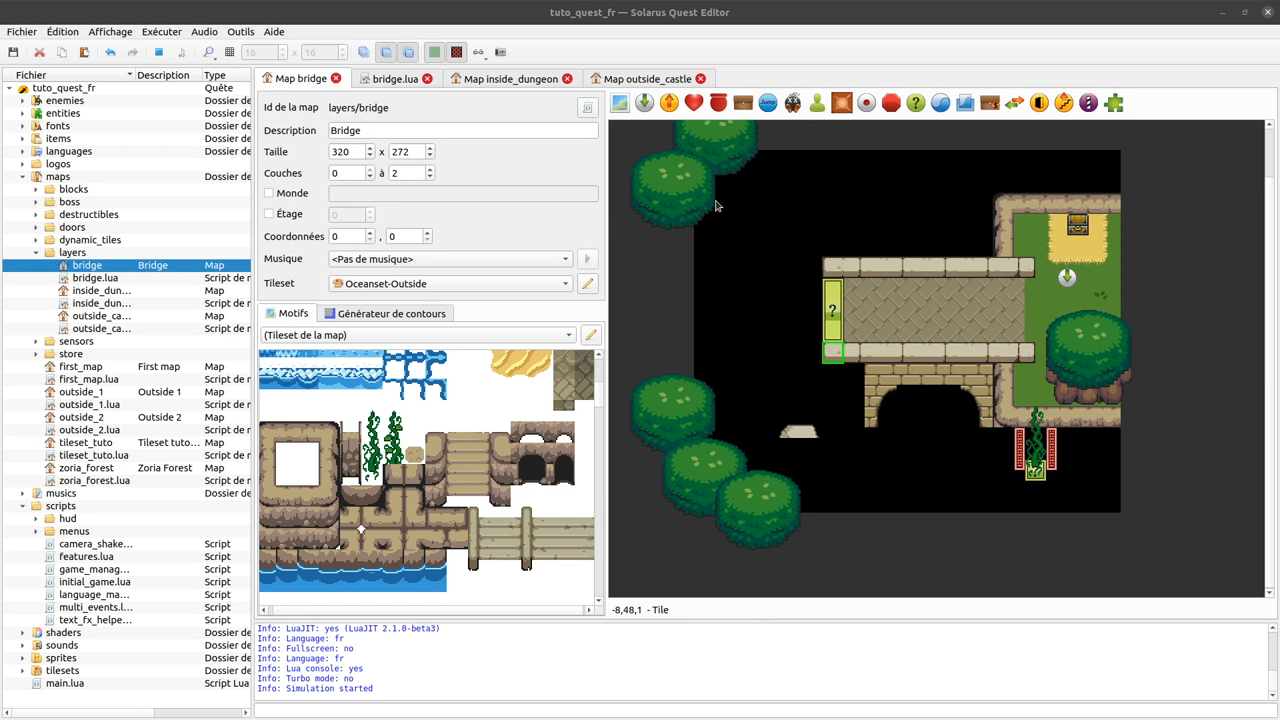 tuto_quest_fr — Solarus Quest Editor
Fichier Édition Affichage Exécuter Audio Outils Aide
16 x 16
Fichier Description Type
tuto_quest_fr Quête
enemies Dossier de
entities Dossier de
fonts Dossier de
items Dossier de
languages Dossier de
logos
maps Dossier de
blocks
boss
destructibles
doors
dynamic_tiles
layers
bridge Bridge Map
bridge.lua Script de r
inside_dun... Map
inside_dun... Script de r
outside_ca... Map
outside_ca... Script de r
sensors
store
first_map First map Map
first_map.lua Script de r
outside_1 Outside 1 Map
outside_1.lua Script de r
outside_2 Outside 2 Map
outside_2.lua Script de r
tileset_tuto Tileset tuto... Map
tileset_tuto.lua Script de r
zoria_forest Zoria Forest Map
zoria_forest.lua Script de r
musics Dossier de
scripts Dossier de
hud
menus
camera_shake... Script
features.lua Script
game_manag... Script
initial_game.lua Script
language_ma... Script
multi_events.l... Script
text_fx_helpe... Script
shaders Dossier de
sounds Dossier de
sprites Dossier de
tilesets Dossier de
main.lua Script Lua
Map bridge bridge.lua Map inside_dungeon Map outside_castle
Id de la map layers/bridge
Description Bridge
Taille 320 x 272
Couches 0 à 2
Monde
Étage 0
Coordonnées 0 , 0
Musique <Pas de musique>
Tileset Oceanset-Outside
Motifs Générateur de contours
(Tileset de la map)
Jump
?
?
-8,48,1 - Tile
Info: LuaJIT: yes (LuaJIT 2.1.0-beta3)
Info: Language: fr
Info: Fullscreen: no
Info: Language: fr
Info: Lua console: yes
Info: Turbo mode: no
Info: Simulation started